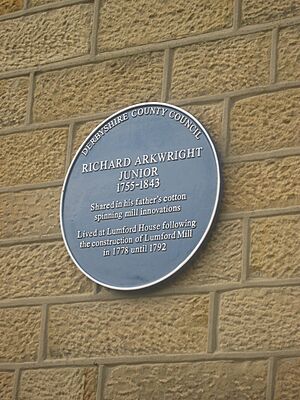 DERBYSHIRE COUNTY COUNCIL
RICHARD ARKWRIGHT
JUNIOR
1755-1843
Shared in his father's cotton
spinning mill innovations
Lived at Lumford House following
the construction of Lumford Mill
in 1778 until 1792